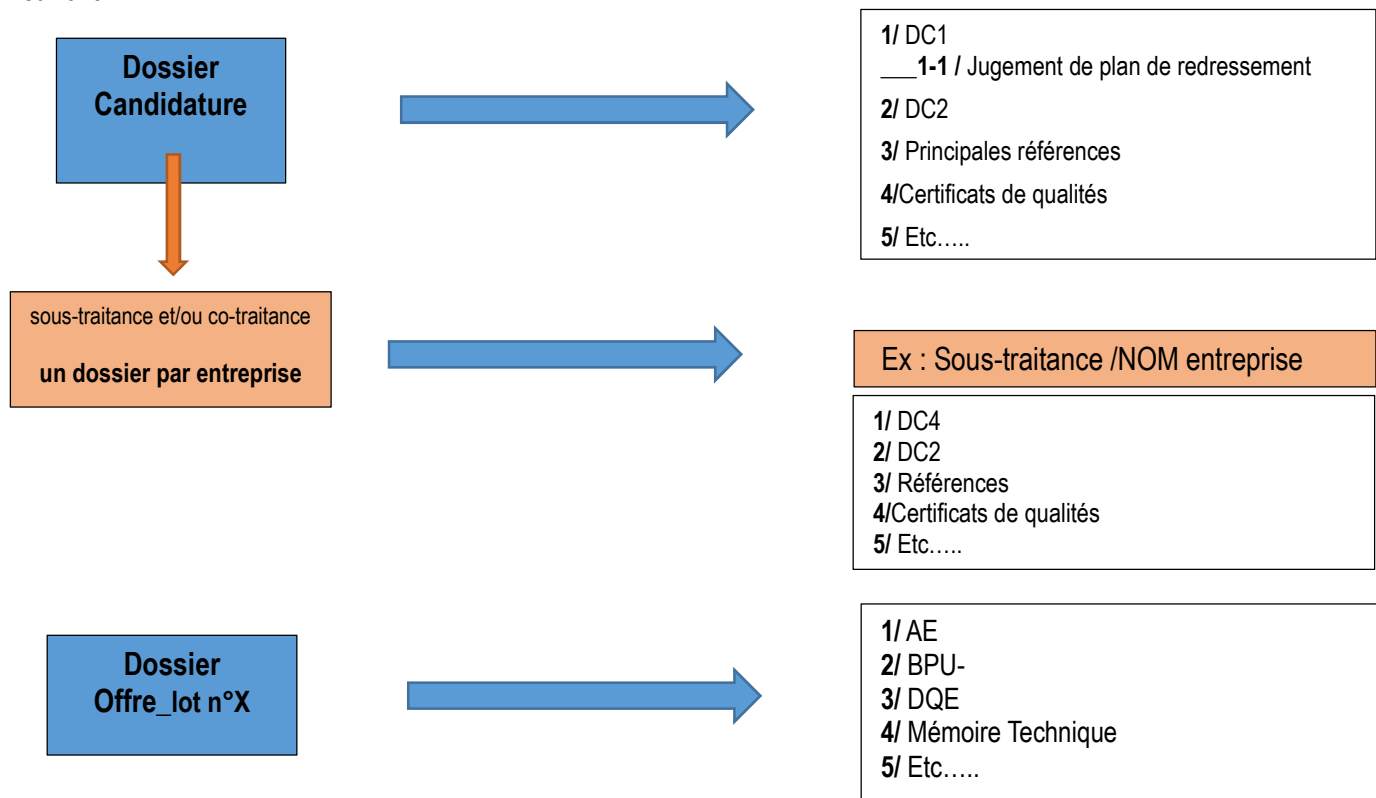 Dossier
Candidature
1/ DC1
___1-1 / Jugement de plan de redressement
2/ DC2
3/ Principales références
4/Certificats de qualités
5/ Etc.….
sous-traitance et/ou co-traitance
un dossier par entreprise
Ex : Sous-traitance /NOM entreprise
1/ DC4
2/ DC2
3/ Références
4/Certificats de qualités
5/ Etc.….
Dossier
Offre_lot n°X
1/ AE
2/ BPU-
3/ DQE
4/ Mémoire Technique
5/ Etc.….